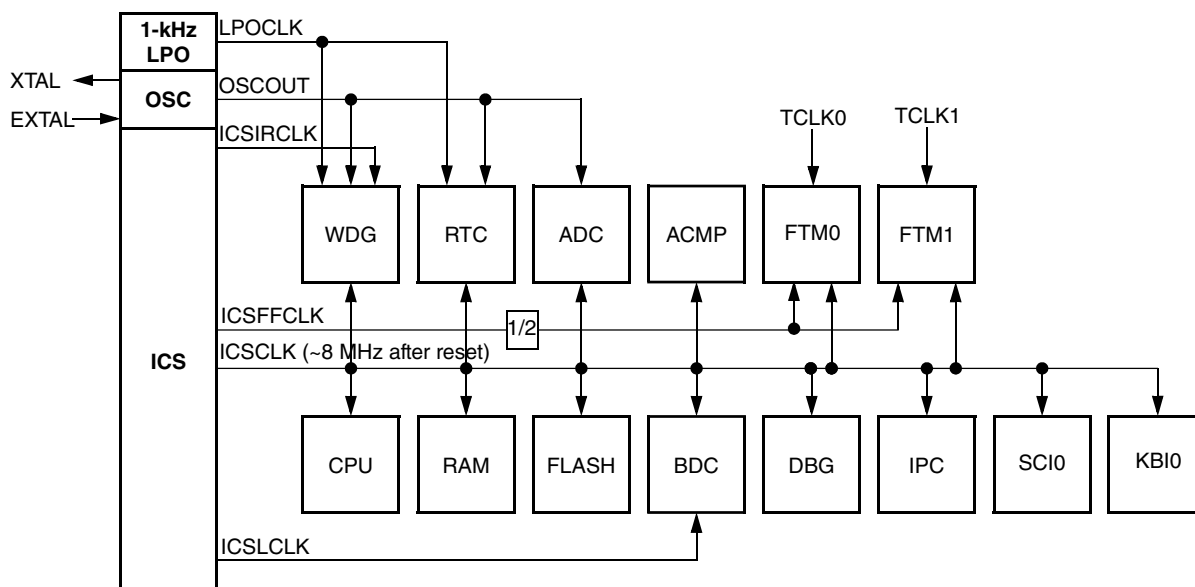 1-kHz
LPO
LPOCLK
XTAL
OSC
OSCOUT
EXTAL
ICSIRCLK
TCLK0
TCLK1
WDG
RTC
ADC
ACMP
FTM0
FTM1
ICSFFCLK
1/2
ICS
ICSCLK (~8 MHz after reset)
CPU
RAM
FLASH
BDC
DBG
IPC
SCI0
KBI0
ICSLCLK